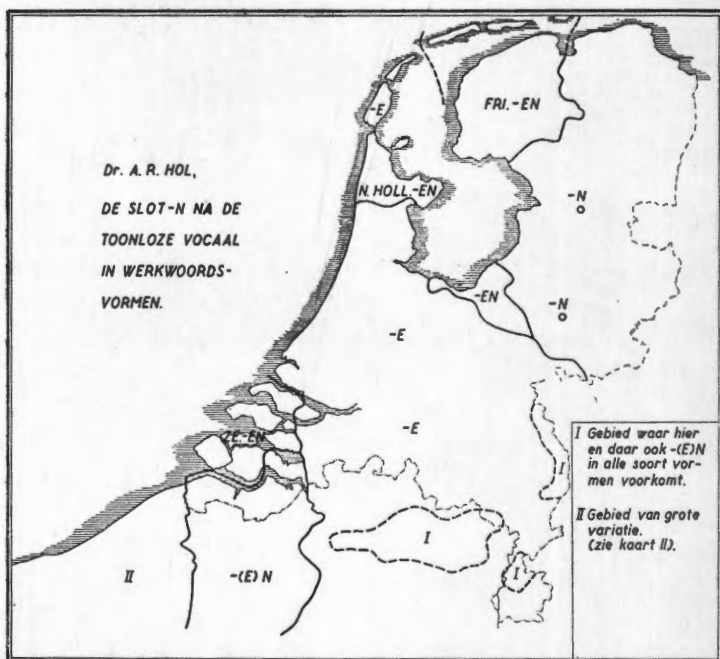 Dr. A. R. HOL,
DE SLOT-N NA DE
TOONLOZE VOCAAL
IN WERKWOORDS-
VORMEN.
-E
FRI.-EN
N. HOLL.-EN
-N
-EN
-N
-E
-E
ZE.-EN
I
I
I
II
-(E)N
I Gebied waar hier
en daar ook -(E)N
in alle soort vor
men voorkomt.
II Gebied van grote
variatie.
(zie kaart II).